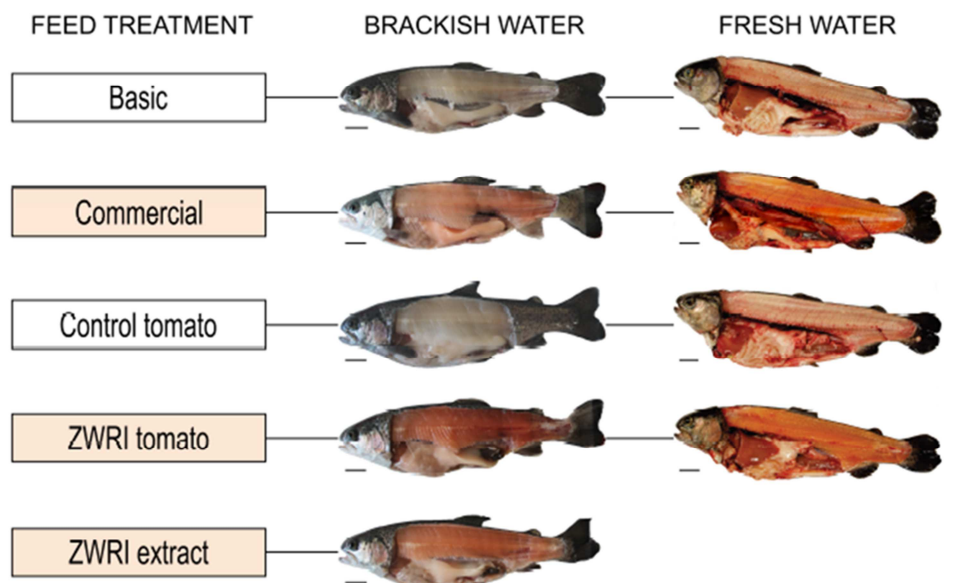 FEED TREATMENT BRACKISH WATER FRESH WATER
Basic
Commercial
Control tomato
ZWRI tomato
ZWRI extract